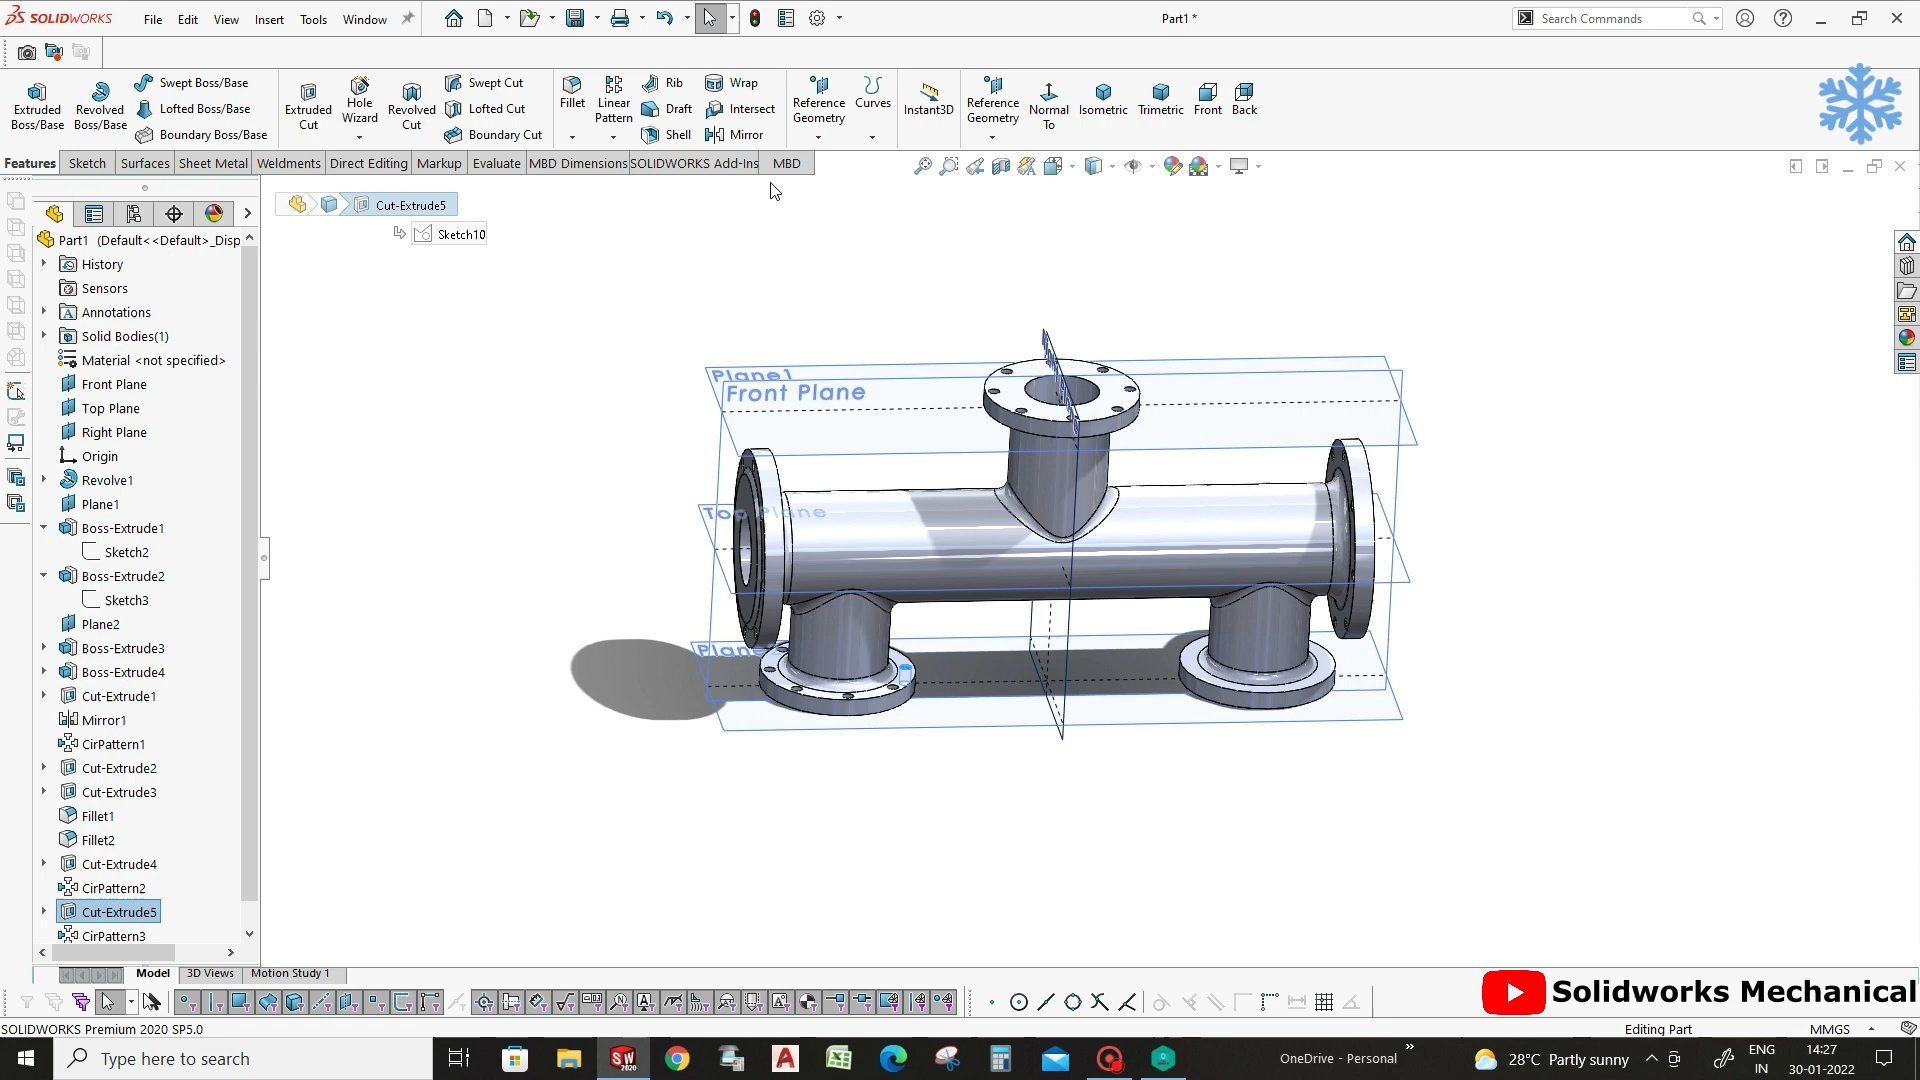 SOLIDWORKS File Edit View Insert Tools Window Part1 * Search Commands
Extruded Boss/Base Revolved Boss/Base Swept Boss/Base Lofted Boss/Base Boundary Boss/Base Extruded Cut Hole Wizard Revolved Cut Swept Cut Lofted Cut Boundary Cut Fillet Linear Pattern Rib Draft Shell Wrap Intersect Mirror Reference Geometry Curves Instant3D Reference Geometry Normal To Isometric Trimetric Front Back
Features Sketch Surfaces Sheet Metal Weldments Direct Editing Markup Evaluate MBD Dimensions SOLIDWORKS Add-Ins MBD
Cut-Extrude5
Sketch10
Part1 (Default<<Default>_Disp
History
Sensors
Annotations
Solid Bodies(1)
Material <not specified>
Front Plane
Top Plane
Right Plane
Origin
Revolve1
Plane1
Boss-Extrude1
Sketch2
Boss-Extrude2
Sketch3
Plane2
Boss-Extrude3
Boss-Extrude4
Cut-Extrude1
Mirror1
CirPattern1
Cut-Extrude2
Cut-Extrude3
Fillet1
Fillet2
Cut-Extrude4
CirPattern2
Cut-Extrude5
CirPattern3
Plane1
Front Plane
Top Plane
Plane
Model 3D Views Motion Study 1
Solidworks Mechanical
SOLIDWORKS Premium 2020 SP5.0 Editing Part MMGS
Type here to search OneDrive - Personal 28°C Partly sunny ENG IN 14:27 30-01-2022